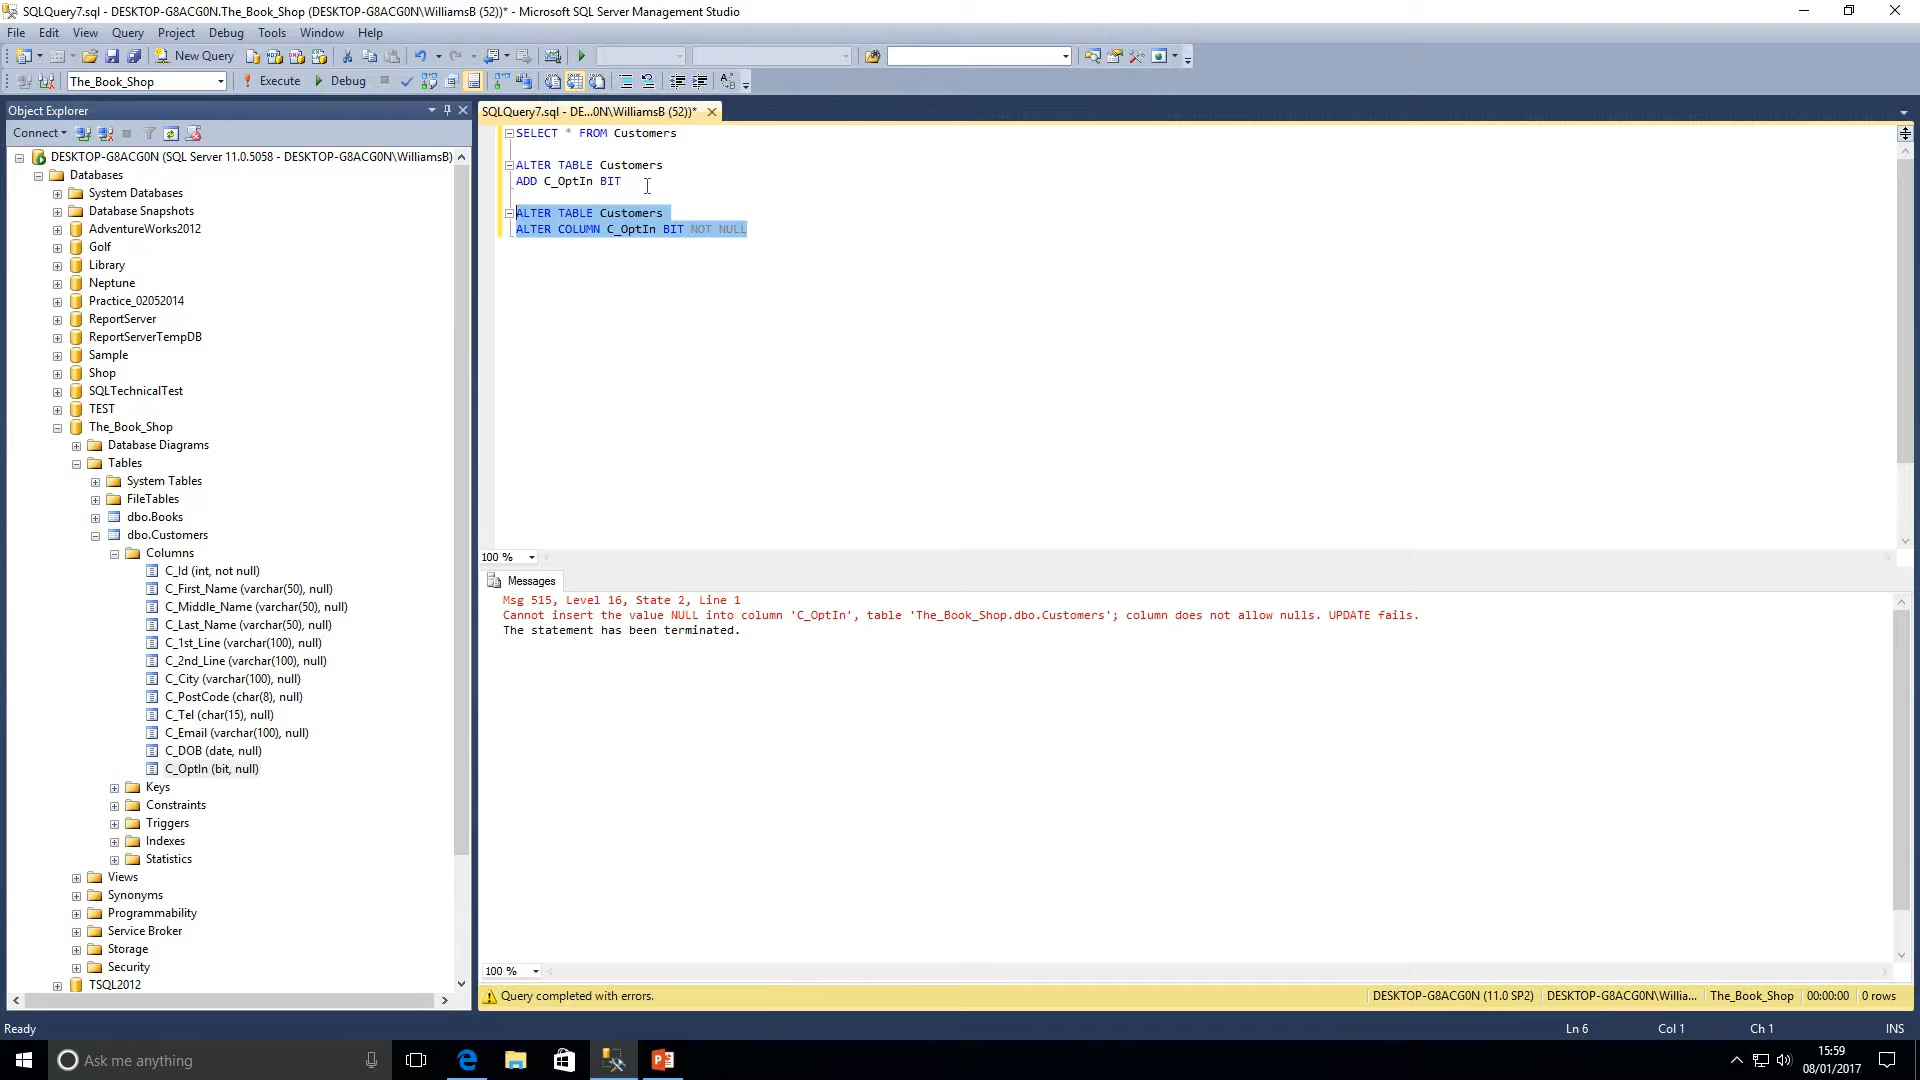 SQLQuery7.sql - DESKTOP-G8ACG0N.The_Book_Shop (DESKTOP-G8ACG0N\WilliamsB (52))* - Microsoft SQL Server Management Studio
File Edit View Query Project Debug Tools Window Help
New Query
The_Book_Shop Execute Debug
Object Explorer
SQLQuery7.sql - DE...0N\WilliamsB (52))*
Connect
DESKTOP-G8ACG0N (SQL Server 11.0.5058 - DESKTOP-G8ACG0N\WilliamsB)
Databases
System Databases
Database Snapshots
AdventureWorks2012
Golf
Library
Neptune
Practice_02052014
ReportServer
ReportServerTempDB
Sample
Shop
SQLTechnicalTest
TEST
The_Book_Shop
Database Diagrams
Tables
System Tables
FileTables
dbo.Books
dbo.Customers
Columns
C_Id (int, not null)
C_First_Name (varchar(50), null)
C_Middle_Name (varchar(50), null)
C_Last_Name (varchar(50), null)
C_1st_Line (varchar(100), null)
C_2nd_Line (varchar(100), null)
C_City (varchar(100), null)
C_PostCode (char(8), null)
C_Tel (char(15), null)
C_Email (varchar(100), null)
C_DOB (date, null)
C_OptIn (bit, null)
Keys
Constraints
Triggers
Indexes
Statistics
Views
Synonyms
Programmability
Service Broker
Storage
Security
TSQL2012
SELECT * FROM Customers
ALTER TABLE Customers
ADD C_OptIn BIT
ALTER TABLE Customers
ALTER COLUMN C_OptIn BIT NOT NULL
100 %
Messages
Msg 515, Level 16, State 2, Line 1
Cannot insert the value NULL into column 'C_OptIn', table 'The_Book_Shop.dbo.Customers'; column does not allow nulls. UPDATE fails.
The statement has been terminated.
100 %
Query completed with errors. DESKTOP-G8ACG0N (11.0 SP2) DESKTOP-G8ACG0N\Willia... The_Book_Shop 00:00:00 0 rows
Ready Ln 6 Col 1 Ch 1 INS
Ask me anything
15:59
08/01/2017